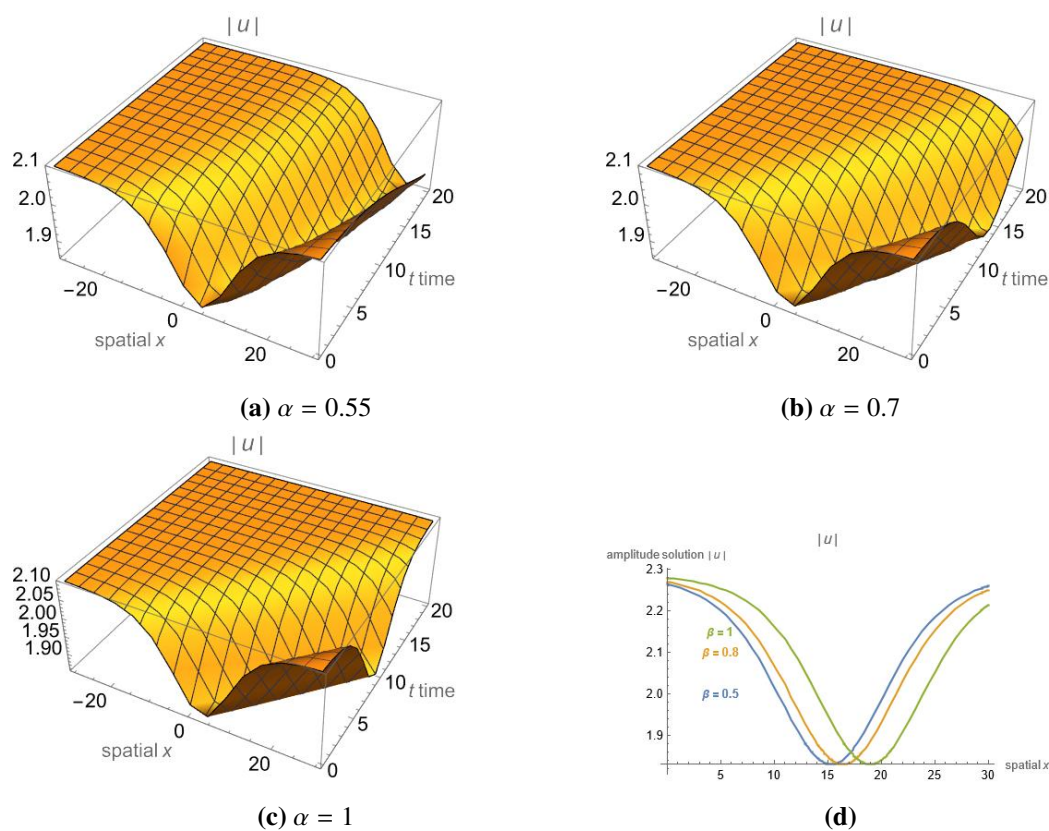 |u|
2.1
2.0
1.9
−20
0
20
spatial x
0
5
10
15
20
t time
(a) α = 0.55
|u|
2.1
2.0
1.9
−20
0
20
spatial x
0
5
10
15
20
t time
(b) α = 0.7
|u|
2.10
2.05
2.00
1.95
1.90
−20
0
20
spatial x
0
5
10
15
20
t time
(c) α = 1
|u|
amplitude solution |u|
2.3
2.2
2.1
2.0
1.9
β = 1
β = 0.8
β = 0.5
5
10
15
20
25
30
spatial x
(d)